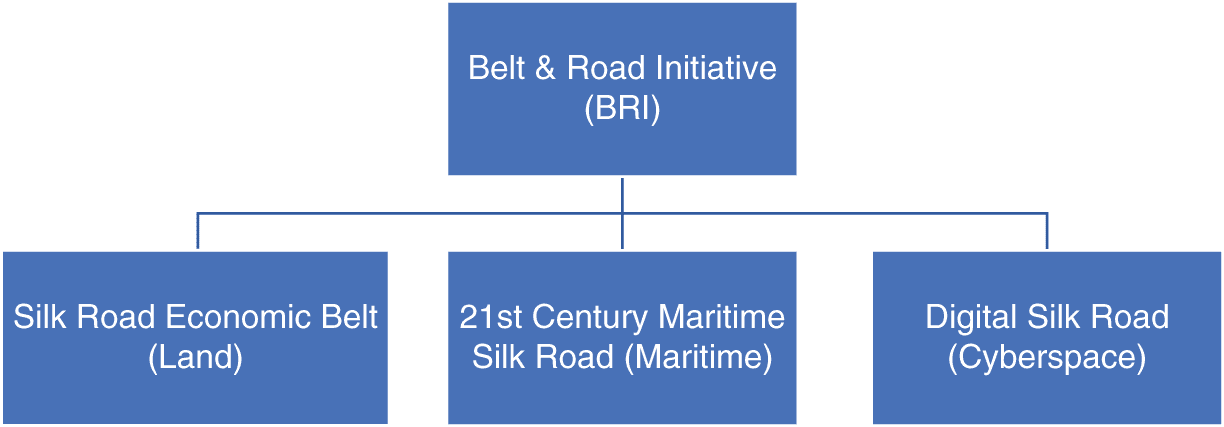 Belt & Road Initiative
(BRI)
Silk Road Economic Belt
(Land)
21st Century Maritime
Silk Road (Maritime)
Digital Silk Road
(Cyberspace)